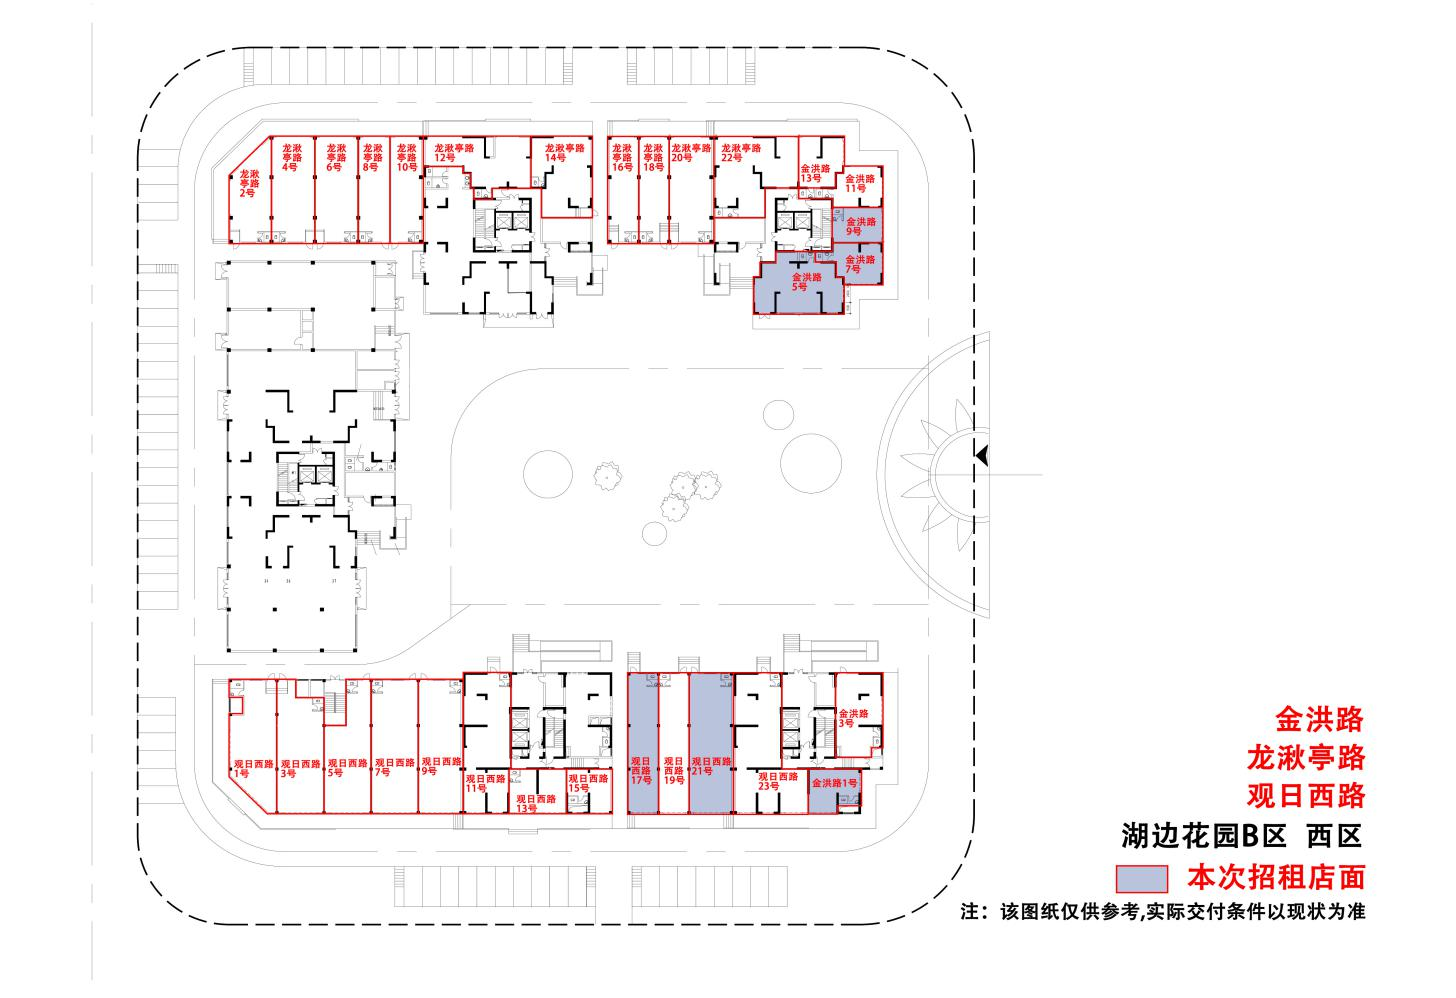 龙湫
亭路
2号
龙湫
亭路
4号
龙湫
亭路
6号
龙湫
亭路
8号
龙湫
亭路
10号
龙湫亭路
12号
龙湫亭路
14号
龙湫
亭路
16号
龙湫
亭路
18号
龙湫亭路
20号
龙湫亭路
22号
金洪路
13号
金洪路
11号
金洪路
9号
金洪路
7号
金洪路
5号
观日西路
1号
观日西路
3号
观日西路
5号
观日西路
7号
观日西路
9号
观日西路
11号
观日西路
13号
观日西路
15号
观日
西路
17号
观日
西路
19号
观日西路
21号
观日西路
23号
金洪路
3号
金洪路1号
金洪路
龙湫亭路
观日西路
湖边花园B区 西区
本次招租店面
注：该图纸仅供参考,实际交付条件以现状为准